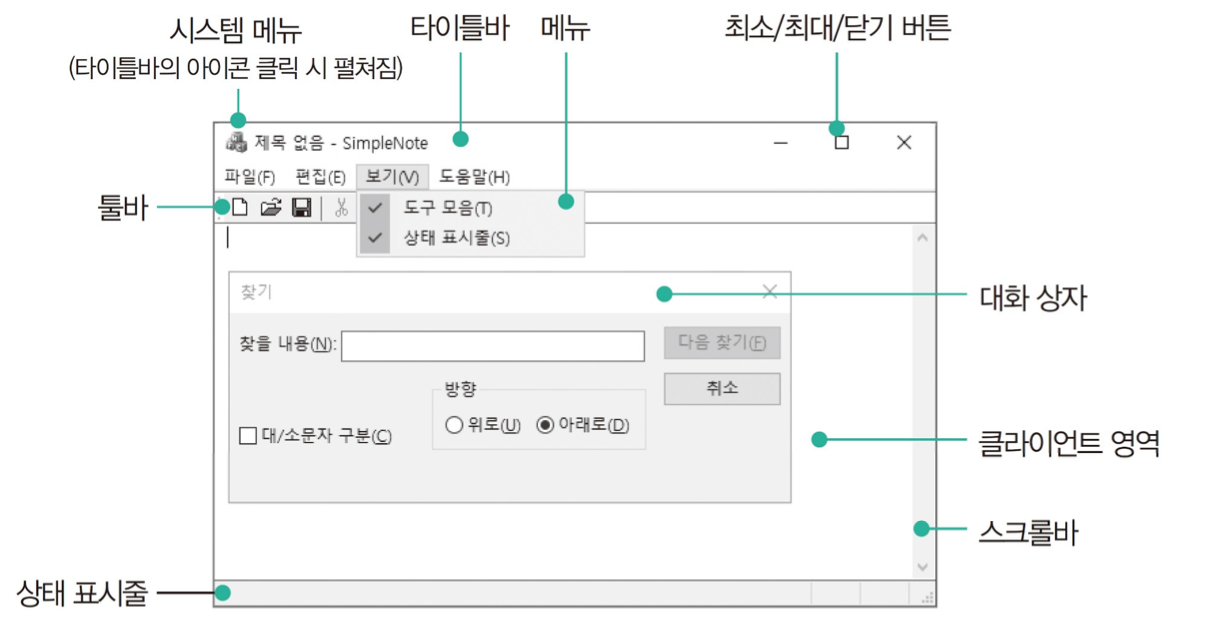 시스템 메뉴
(타이틀바의 아이콘 클릭 시 펼쳐짐)
타이틀바
메뉴
최소/최대/닫기 버튼
제목 없음 - SimpleNote
파일(F) 편집(E) 보기(V) 도움말(H)
툴바
도구 모음(T)
상태 표시줄(S)
찾기
대화 상자
찾을 내용(N):
다음 찾기(F)
취소
방향
위로(U) 아래로(D)
대/소문자 구분(C)
클라이언트 영역
스크롤바
상태 표시줄